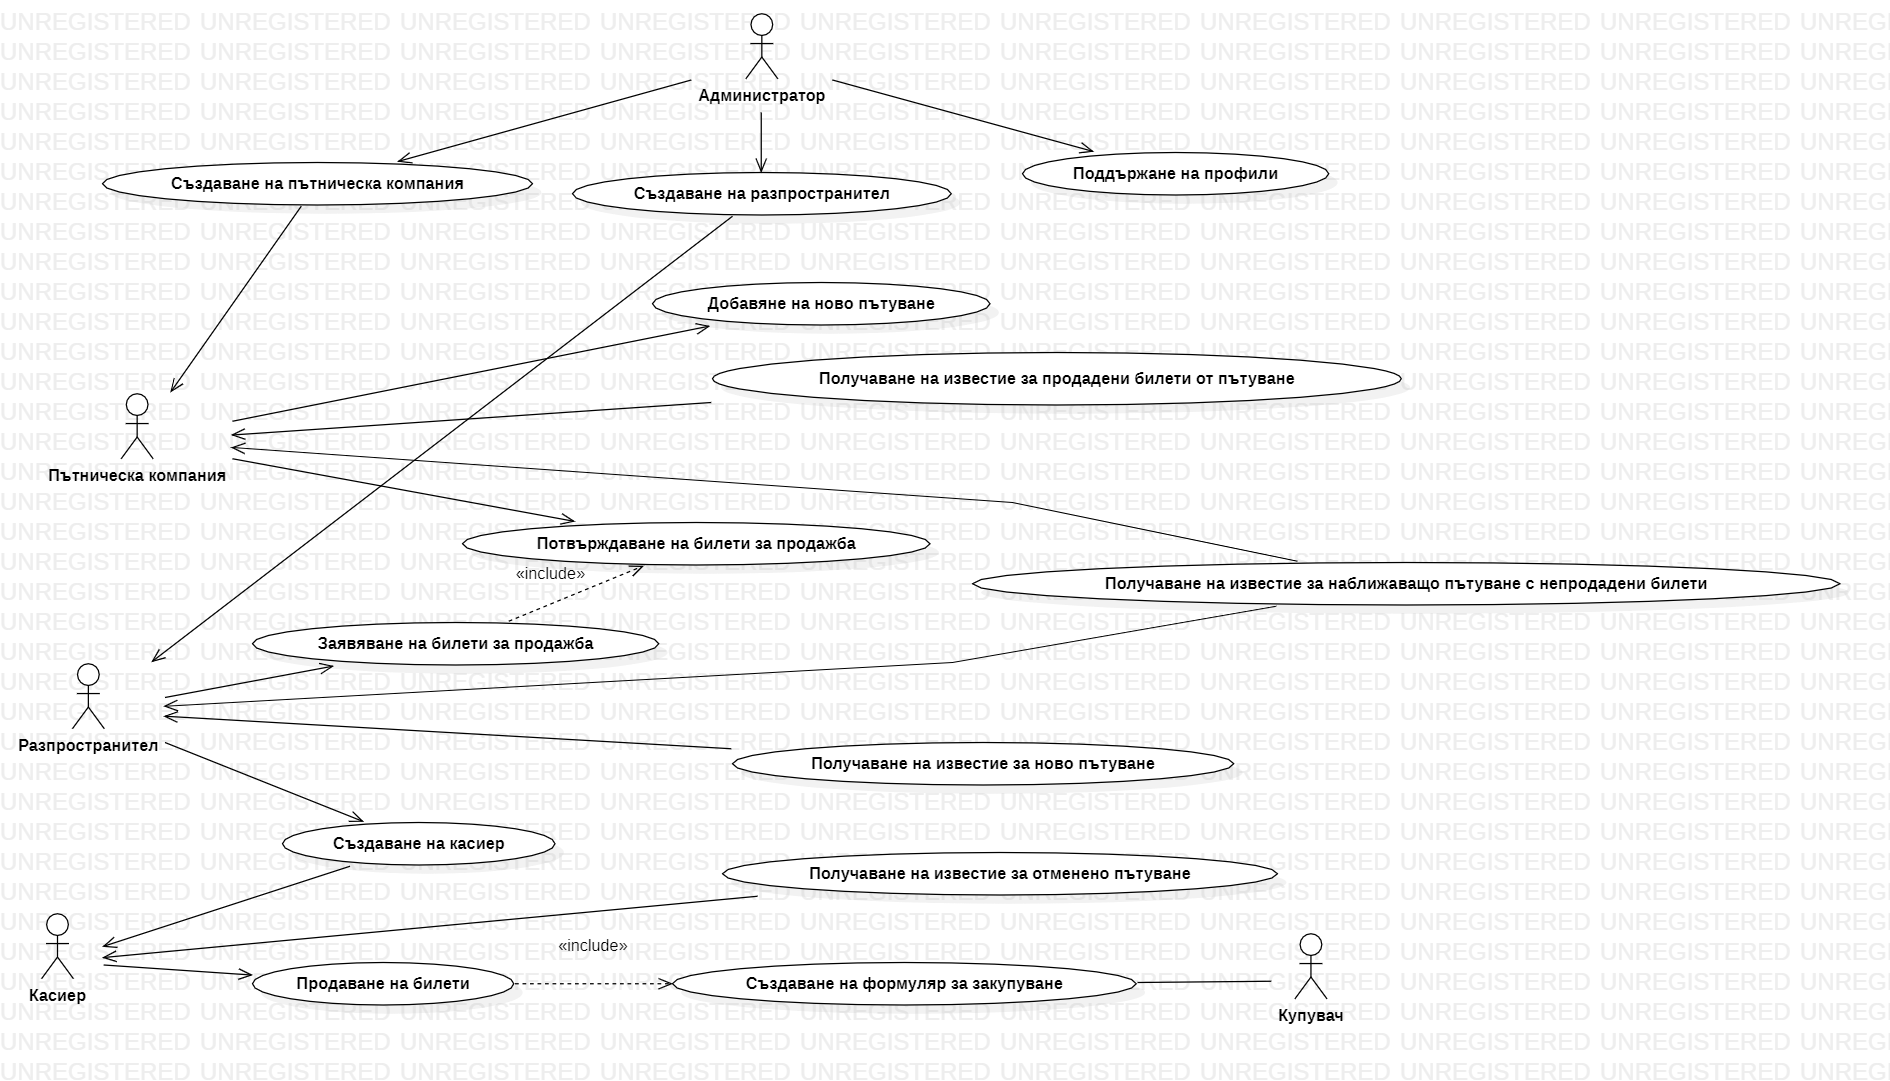 Администратор
Създаване на пътническа компания
Създаване на разпространител
Поддържане на профили
Добавяне на ново пътуване
Получаване на известие за продадени билети от пътуване
Пътническа компания
Потвърждаване на билети за продажба
«include»
Получаване на известие за наближаващо пътуване с непродадени билети
Заявяване на билети за продажба
Разпространител
Получаване на известие за ново пътуване
Създаване на касиер
Получаване на известие за отменено пътуване
«include»
Касиер
Продаване на билети
Създаване на формуляр за закупуване
Купувач
UNREGISTERED